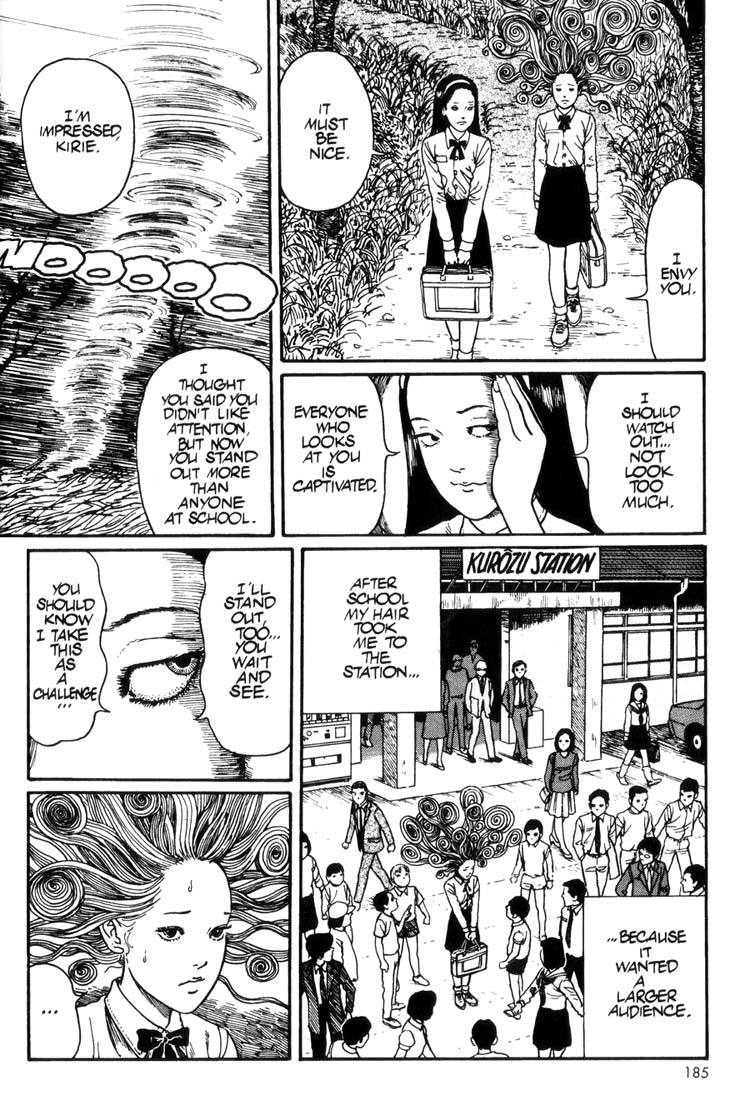 I'M
IMPRESSED,
KIRIE.
WOOOOO
I
THOUGHT
YOU SAID YOU
DIDN'T LIKE
ATTENTION,
BUT NOW
YOU STAND
OUT MORE
THAN
ANYONE
AT SCHOOL.
IT
MUST
BE
NICE.
I
ENVY
YOU.
EVERYONE
WHO
LOOKS
AT YOU
IS
CAPTIVATED.
I
SHOULD
WATCH
OUT...
NOT
LOOK
TOO
MUCH.
YOU
SHOULD
KNOW
I TAKE
THIS
AS
A
CHALLENGE
...
I'LL
STAND
OUT,
TOO...
YOU
WAIT
AND
SEE.
...
AFTER
SCHOOL
MY HAIR
TOOK
ME TO
THE
STATION...
KURÔZU STATION
...BECAUSE
IT
WANTED
A
LARGER
AUDIENCE.
185